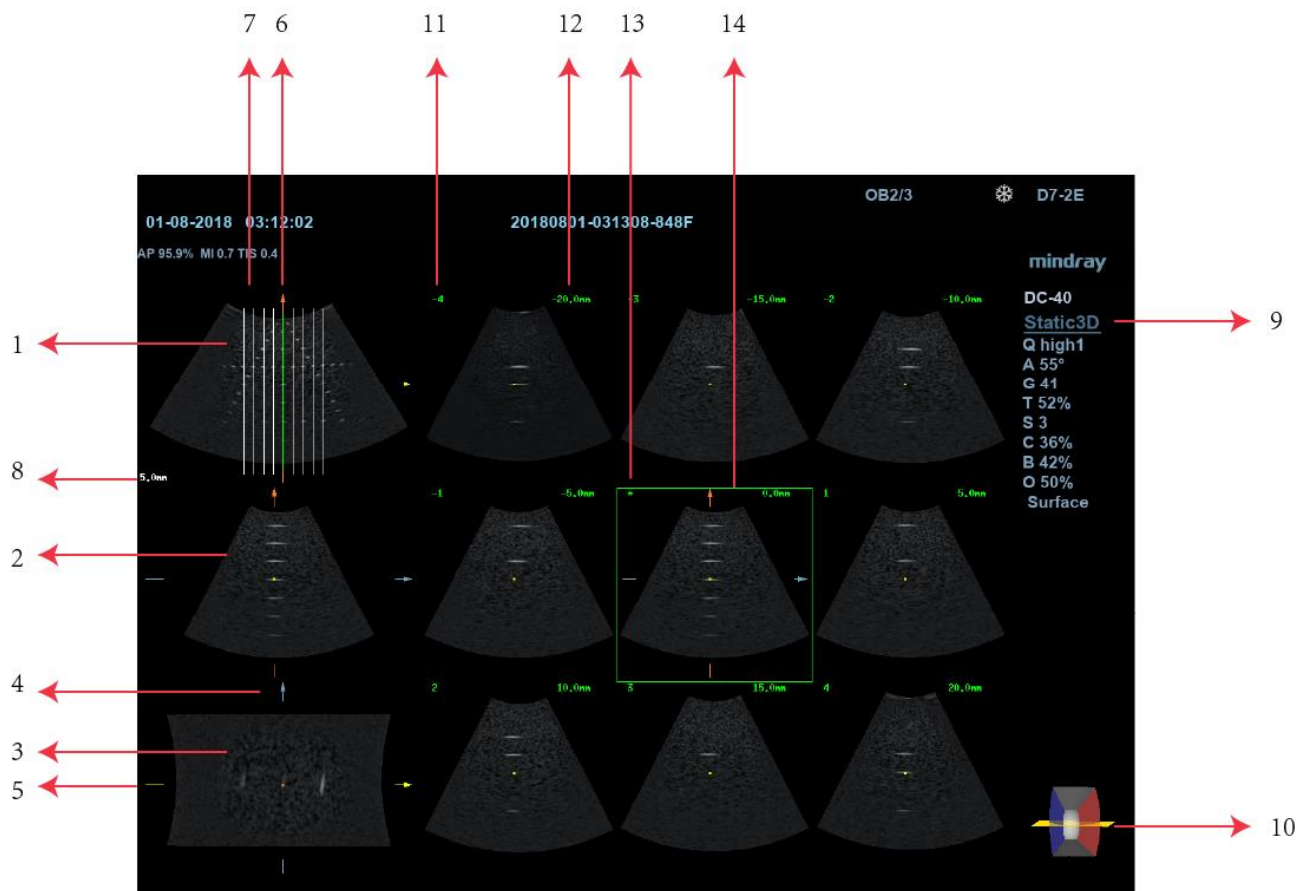 7 6 11 12 13 14
OB2/3 D7-2E
01-08-2018 03:12:02 20180801-031308-848F
AP 95.9% MI 0.7 TIS 0.4
mindray
-4 -20.0mm -3 -15.0mm -2 -10.0mm
DC-40
Static3D 9
1
Q high1
A 55°
G 41
T 52%
S 3
C 36%
B 42%
O 50%
Surface
8 5.0mm
-1 -5.0mm * 0.0mm 1 5.0mm
2
4
2 10.0mm 3 15.0mm 4 20.0mm
3
5
10